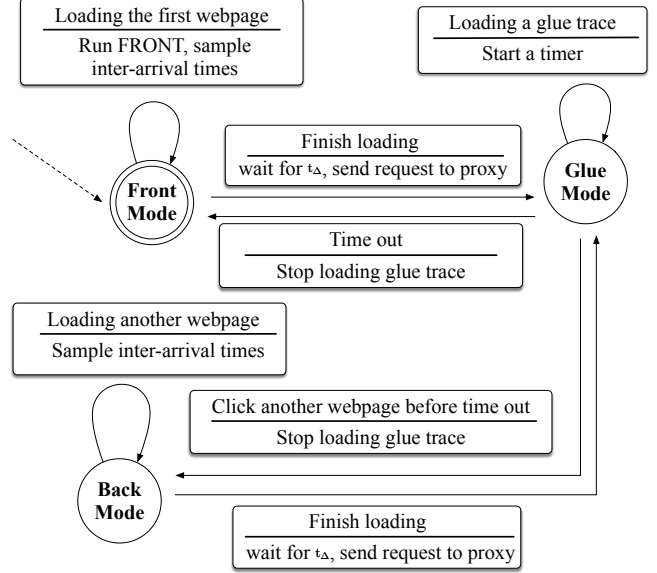 Loading the first webpage
Run FRONT, sample
inter-arrival times
Loading a glue trace
Start a timer
Finish loading
wait for t∆, send request to proxy
Front
Mode
Glue
Mode
Time out
Stop loading glue trace
Loading another webpage
Sample inter-arrival times
Click another webpage before time out
Stop loading glue trace
Back
Mode
Finish loading
wait for t∆, send request to proxy